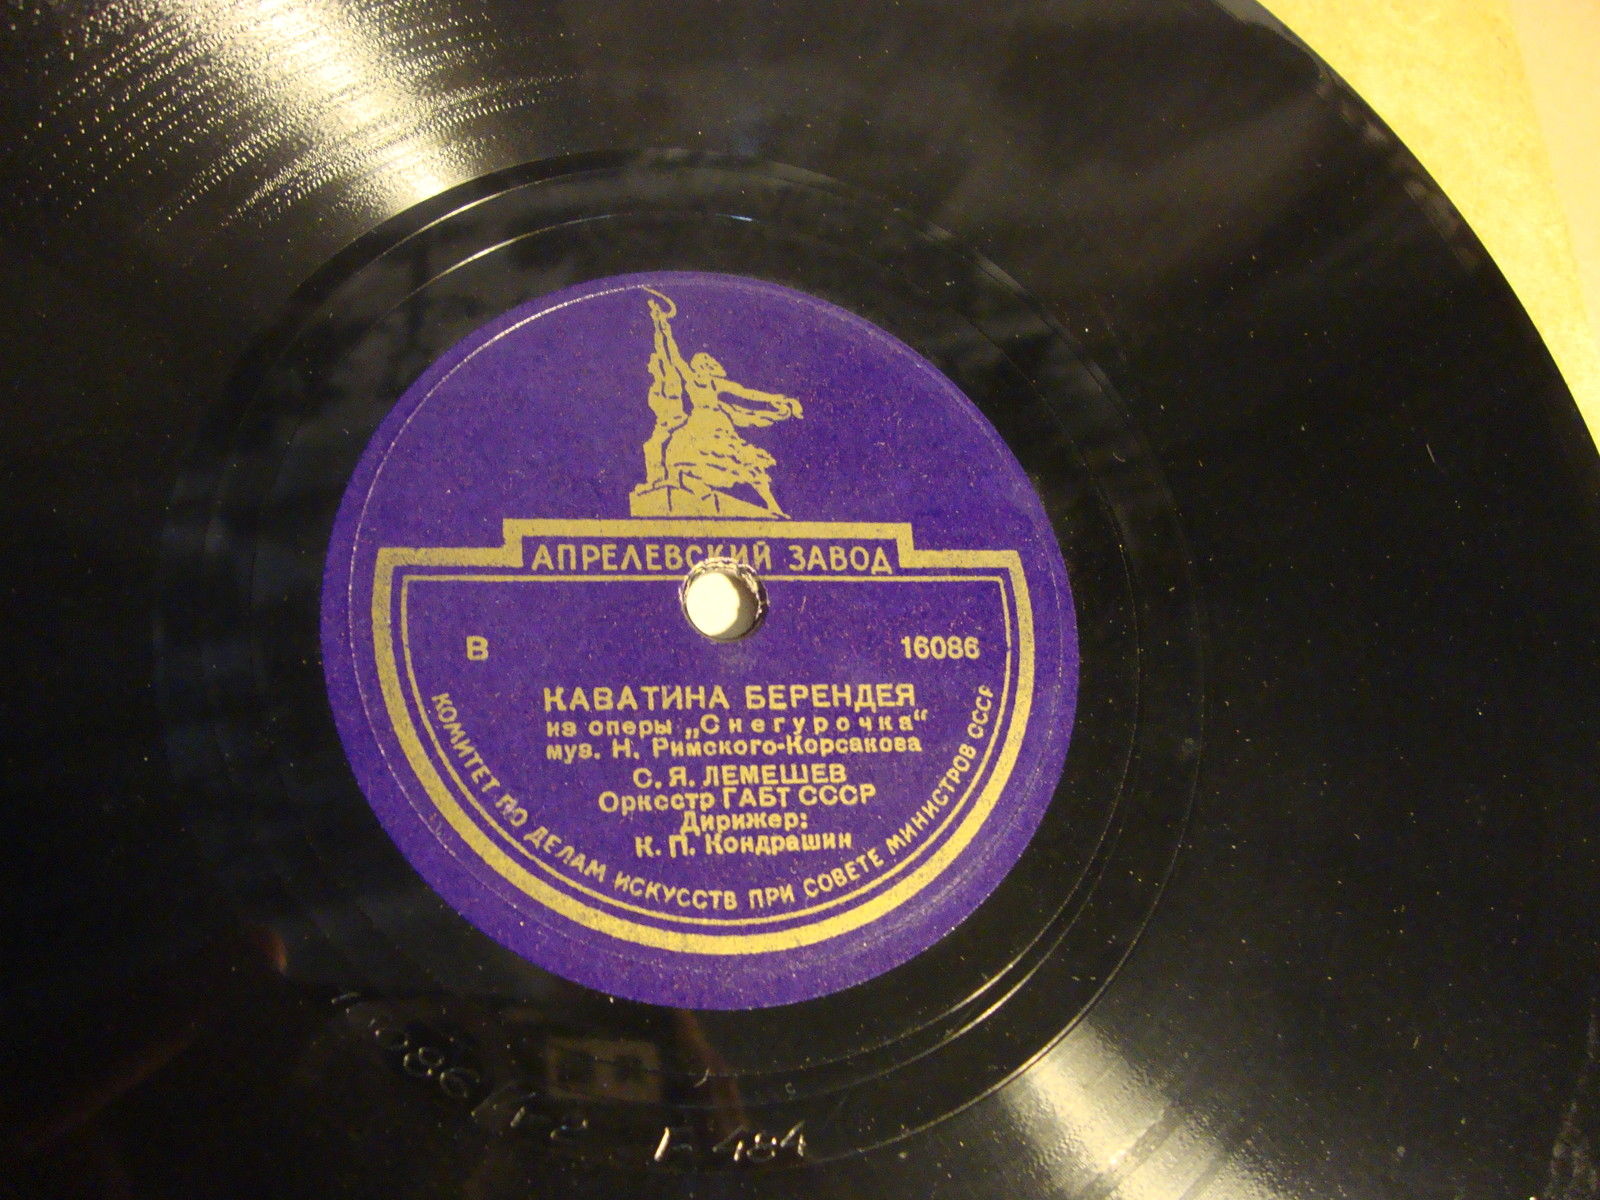 АПРЕЛЕВСКИЙ ЗАВОД
В 16086
КАВАТИНА БЕРЕНДЕЯ
из оперы „Снегурочка“
муз. Н. Римского-Корсакова
С. Я. ЛЕМЕШЕВ
Оркестр ГАБТ СССР
Дирижер:
К. П. Кондрашин
КОМИТЕТ ПО ДЕЛАМ ИСКУССТВ ПРИ СОВЕТЕ МИНИСТРОВ СССР
484